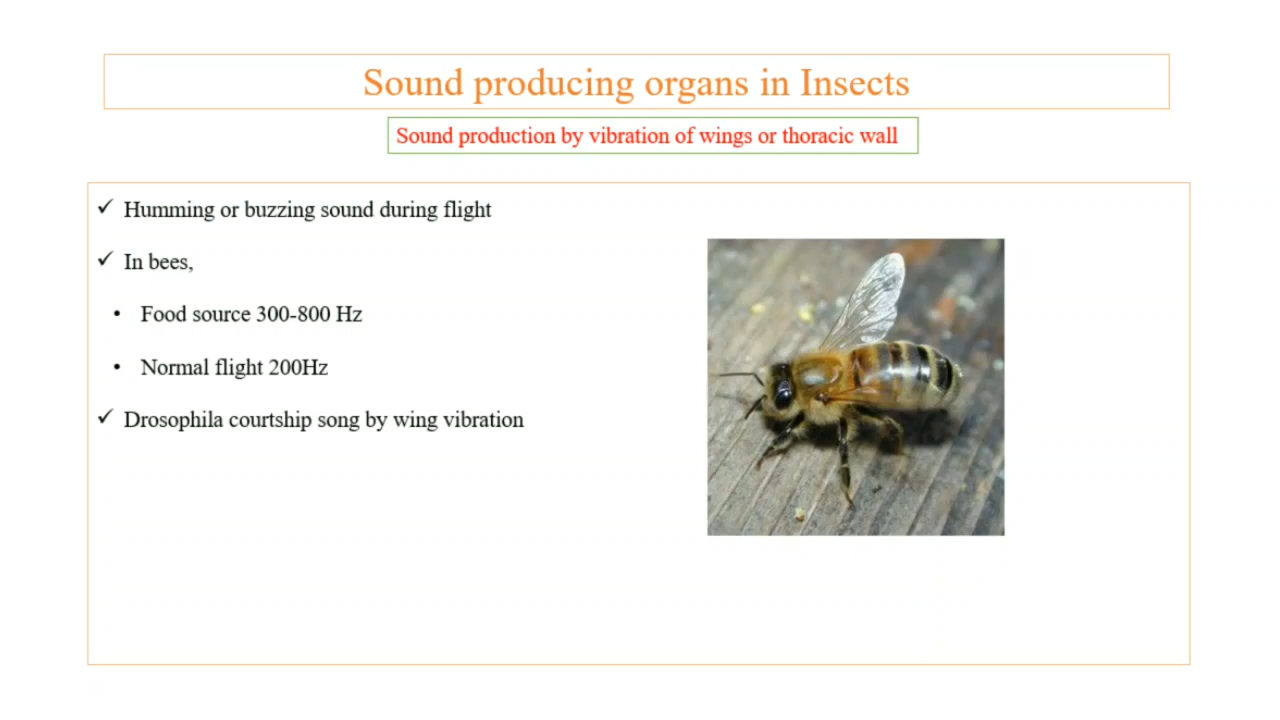 Sound producing organs in Insects
Sound production by vibration of wings or thoracic wall
✓ Humming or buzzing sound during flight
✓ In bees,
• Food source 300-800 Hz
• Normal flight 200Hz
✓ Drosophila courtship song by wing vibration